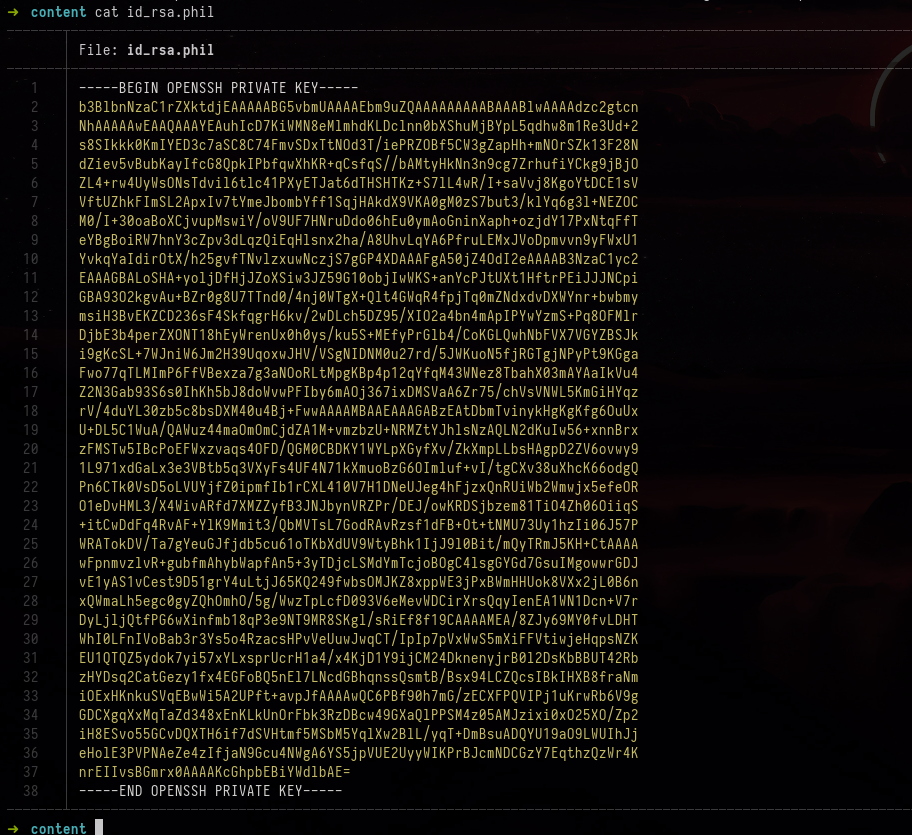 → content cat id_rsa.phil
File: id_rsa.phil
1 -----BEGIN OPENSSH PRIVATE KEY-----
2 b3BlbnNzaC1rZXktdjEAAAAABG5vbmUAAAAEbm9uZQAAAAAAAAABAAABlwAAAAdzc2gtcn
3 NhAAAAAwEAAQAAAYEAuhIcD7KiWMN8eMlmhdKLDclnn0bXShuMjBYpL5qdhw8m1Re3Ud+2
4 s8SIkkk0KmIYED3c7aSC8C74FmvSDxTtNOd3T/iePRZOBf5CW3gZapHh+mNOrSZk13F28N
5 dZiev5vBubKayIfcG8QpkIPbfqwXhKR+qCsfqS//bAMtyHkNn3n9cg7ZrhufiYCkg9jBjO
6 ZL4+rw4UyWsONsTdvil6tlc41PXyETJat6dTHSHTKz+S7lL4wR/I+saVvj8KgoYtDCE1sV
7 VftUZhkFImSL2ApxIv7tYmeJbombYff1SqjHAkdX9VKA0gM0zS7but3/klYq6g3l+NEZOC
8 M0/I+30oaBoXCjvupMswiY/oV9UF7HNruDdo06hEu0ymAoGninXaph+ozjdY17PxNtqFfT
9 eYBgBoiRW7hnY3cZpv3dLqzQiEqHlsnx2ha/A8UhvLqYA6PfruLEMxJVoDpmvvn9yFWxU1
10 YvkqYaIdirOtX/h25gvfTNvlzxuwNczjS7gGP4XDAAAFgA50jZ4OdI2eAAAAB3NzaC1yc2
11 EAAAGBALoSHA+yoljDfHjJZoXSiw3JZ59G10objIwWKS+anYcPJtUXt1HftrPEiJJJNCpi
12 GBA93O2kgvAu+BZr0g8U7TTnd0/4nj0WTgX+Qlt4GWqR4fpjTq0mZNdxdvDXWYnr+bwbmy
13 msiH3BvEKZCD236sF4SkfqgrH6kv/2wDLch5DZ95/XIO2a4bn4mApIPYwYzmS+Pq8OFMlr
14 DjbE3b4perZXONT18hEyWrenUx0h0ys/ku5S+MEfyPrGlb4/CoKGLQwhNbFVX7VGYZBSJk
15 i9gKcSL+7WJniW6Jm2H39UqoxwJHV/VSgNIDNM0u27rd/5JWKuoN5fjRGTgjNPyPt9KGga
16 Fwo77qTLMImP6FfVBexza7g3aNOoRLtMpgKBp4p12qYfqM43WNez8TbahX03mAYAaIkVu4
17 Z2N3Gab93S6s0IhKh5bJ8doWvwPFIby6mAOj367ixDMSVaA6Zr75/chVsVNWL5KmGiHYqz
18 rV/4duYL30zb5c8bsDXM40u4Bj+FwwAAAAMBAAEAAAGABzEAtDbmTvinykHgKgKfg6OuUx
19 U+DL5C1WuA/QAWuz44maOmOmCjdZA1M+vmzbzU+NRMZtYJhlsNzAQLN2dKuIw56+xnnBrx
20 zFMSTw5IBcPoEFWxzvaqs4OFD/QGM0CBDKY1WYLpXGyfXv/ZkXmpLLbsHAgpD2ZV6ovwy9
21 1L971xdGaLx3e3VBtb5q3VXyFs4UF4N71kXmuoBzG6OImluf+vI/tgCXv38uXhcK66odgQ
22 Pn6CTk0VsD5oLVUYjfZ0ipmfIb1rCXL410V7H1DNeUJeg4hFjzxQnRUiWb2Wmwjx5efeOR
23 O1eDvHML3/X4WivARfd7XMZZyfB3JNJbynVRZPr/DEJ/owKRDSjbzem81TiO4Zh06OiiqS
24 +itCwDdFq4RvAF+YlK9Mmit3/QbMVTsL7GodRAvRzsf1dFB+Ot+tNMU73Uy1hzIi06J57P
25 WRATokDV/Ta7gYeuGJfjdb5cu61oTKbXdUV9WtyBhk1IjJ9l0Bit/mQyTRmJ5KH+CtAAAA
26 wFpnmvzlvR+gubfmAhybWapfAn5+3yTDjcLSMdYmTcjoBOgC4lsgGYGd7GsuIMgowwrGDJ
27 vE1yAS1vCest9D51grY4uLtjJ65KQ249fwbsOMJKZ8xppWE3jPxBWmHHUok8VXx2jL0B6n
28 xQWmaLh5egc0gyZQhOmhO/5g/WwzTpLcfD093V6eMevWDCirXrsQqyIenEA1WN1Dcn+V7r
29 DyLjljQtfPG6wXinfmb18qP3e9NT9MR8SKgl/sRiEf8f19CAAAAMEA/8ZJy69MY0fvLDHT
30 WhI0LFnIVoBab3r3Ys5o4RzacsHPvVeUuwJwqCT/IpIp7pVxWwS5mXiFFVtiwjeHqpsNZK
31 EU1QTQZ5ydok7yi57xYLxsprUcrH1a4/x4KjD1Y9ijCM24DknenyjrB0l2DsKbBBUT42Rb
32 zHYDsq2CatGezy1fx4EGFoBQ5nEl7LNcdGBhqnssQsmtB/Bsx94LCZQcsIBkIHXB8fraNm
33 iOExHKnkuSVqEBwWi5A2UPft+avpJfAAAAwQC6PBf90h7mG/zECXFPQVIPj1uKrwRb6V9g
34 GDCXgqXxMqTaZd348xEnKLkUnOrFbk3RzDBcw49GXaQlPPSM4z05AMJzixi0xO25XO/Zp2
35 iH8ESvo55GCvDQXTH6if7dSVHtmf5MSbM5YqlXw2BlL/yqT+DmBsuADQYU19aO9LWUIhJj
36 eHolE3PVPNAeZe4zIfjaN9Gcu4NWgA6YS5jpVUE2UyyWIKPrBJcmNDCGzY7EqthzQzWr4K
37 nrEIIvsBGmrx0AAAAKcGhpbEBiYWdlbAE=
38 -----END OPENSSH PRIVATE KEY-----
→ content